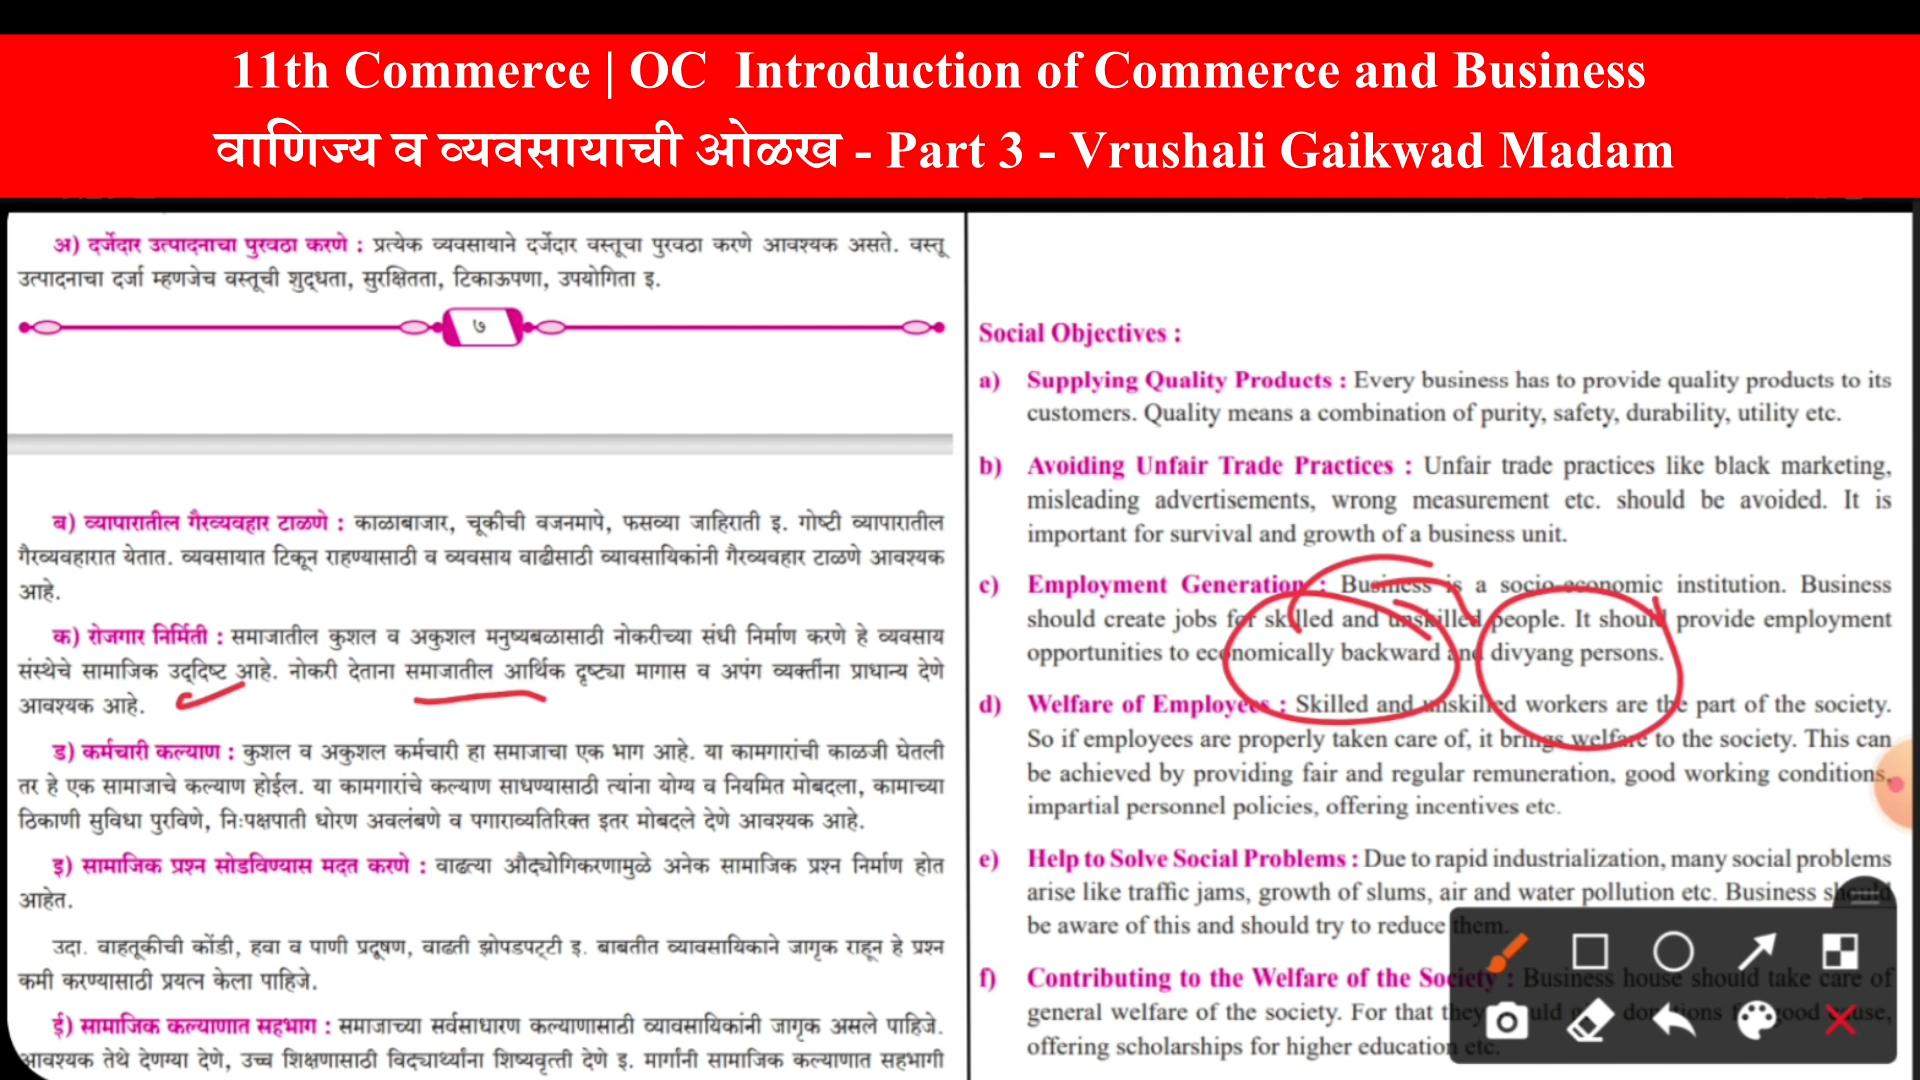 11th Commerce | OC Introduction of Commerce and Business
वाणिज्य व व्यवसायाची ओळख - Part 3 - Vrushali Gaikwad Madam
अ) दर्जेदार उत्पादनाचा पुरवठा करणे : प्रत्येक व्यवसायाने दर्जेदार वस्तूचा पुरवठा करणे आवश्यक असते. वस्तू
उत्पादनाचा दर्जा म्हणजेच वस्तूची शुद्धता, सुरक्षितता, टिकाऊपणा, उपयोगिता इ.
७
ब) व्यापारातील गैरव्यवहार टाळणे : काळाबाजार, चूकीची वजनमापे, फसव्या जाहिराती इ. गोष्टी व्यापारातील
गैरव्यवहारात येतात. व्यवसायात टिकून राहण्यासाठी व व्यवसाय वाढीसाठी व्यावसायिकांनी गैरव्यवहार टाळणे आवश्यक
आहे.
क) रोजगार निर्मिती : समाजातील कुशल व अकुशल मनुष्यबळासाठी नोकरीच्या संधी निर्माण करणे हे व्यवसाय
संस्थेचे सामाजिक उद्दिष्ट आहे. नोकरी देताना समाजातील आर्थिक दृष्ट्या मागास व अपंग व्यक्तींना प्राधान्य देणे
आवश्यक आहे.
ड) कर्मचारी कल्याण : कुशल व अकुशल कर्मचारी हा समाजाचा एक भाग आहे. या कामगारांची काळजी घेतली
तर हे एक सामाजाचे कल्याण होईल. या कामगारांचे कल्याण साधण्यासाठी त्यांना योग्य व नियमित मोबदला, कामाच्या
ठिकाणी सुविधा पुरविणे, निःपक्षपाती धोरण अवलंबणे व पगाराव्यतिरिक्त इतर मोबदले देणे आवश्यक आहे.
इ) सामाजिक प्रश्न सोडविण्यास मदत करणे : वाढत्या औद्योगिकरणामुळे अनेक सामाजिक प्रश्न निर्माण होत
आहेत.
उदा. वाहतूकीची कोंडी, हवा व पाणी प्रदूषण, वाढती झोपडपट्टी इ. बाबतीत व्यावसायिकाने जागृक राहून हे प्रश्न
कमी करण्यासाठी प्रयत्न केला पाहिजे.
ई) सामाजिक कल्याणात सहभाग : समाजाच्या सर्वसाधारण कल्याणासाठी व्यावसायिकांनी जागृक असले पाहिजे.
आवश्यक तेथे देणग्या देणे, उच्च शिक्षणासाठी विद्यार्थ्यांना शिष्यवृत्ती देणे इ. मार्गांनी सामाजिक कल्याणात सहभागी
Social Objectives :
a) Supplying Quality Products : Every business has to provide quality products to its
customers. Quality means a combination of purity, safety, durability, utility etc.
b) Avoiding Unfair Trade Practices : Unfair trade practices like black marketing,
misleading advertisements, wrong measurement etc. should be avoided. It is
important for survival and growth of a business unit.
c) Employment Generation : Business is a socio-economic institution. Business
should create jobs for skilled and unskilled people. It should provide employment
opportunities to economically backward and divyang persons.
d) Welfare of Employees : Skilled and unskilled workers are the part of the society.
So if employees are properly taken care of, it brings welfare to the society. This can
be achieved by providing fair and regular remuneration, good working conditions,
impartial personnel policies, offering incentives etc.
e) Help to Solve Social Problems : Due to rapid industrialization, many social problems
arise like traffic jams, growth of slums, air and water pollution etc. Business should
be aware of this and should try to reduce them.
f) Contributing to the Welfare of the Society : Business house should take care of
general welfare of the society. For that they should donations good cause,
offering scholarships for higher education etc.